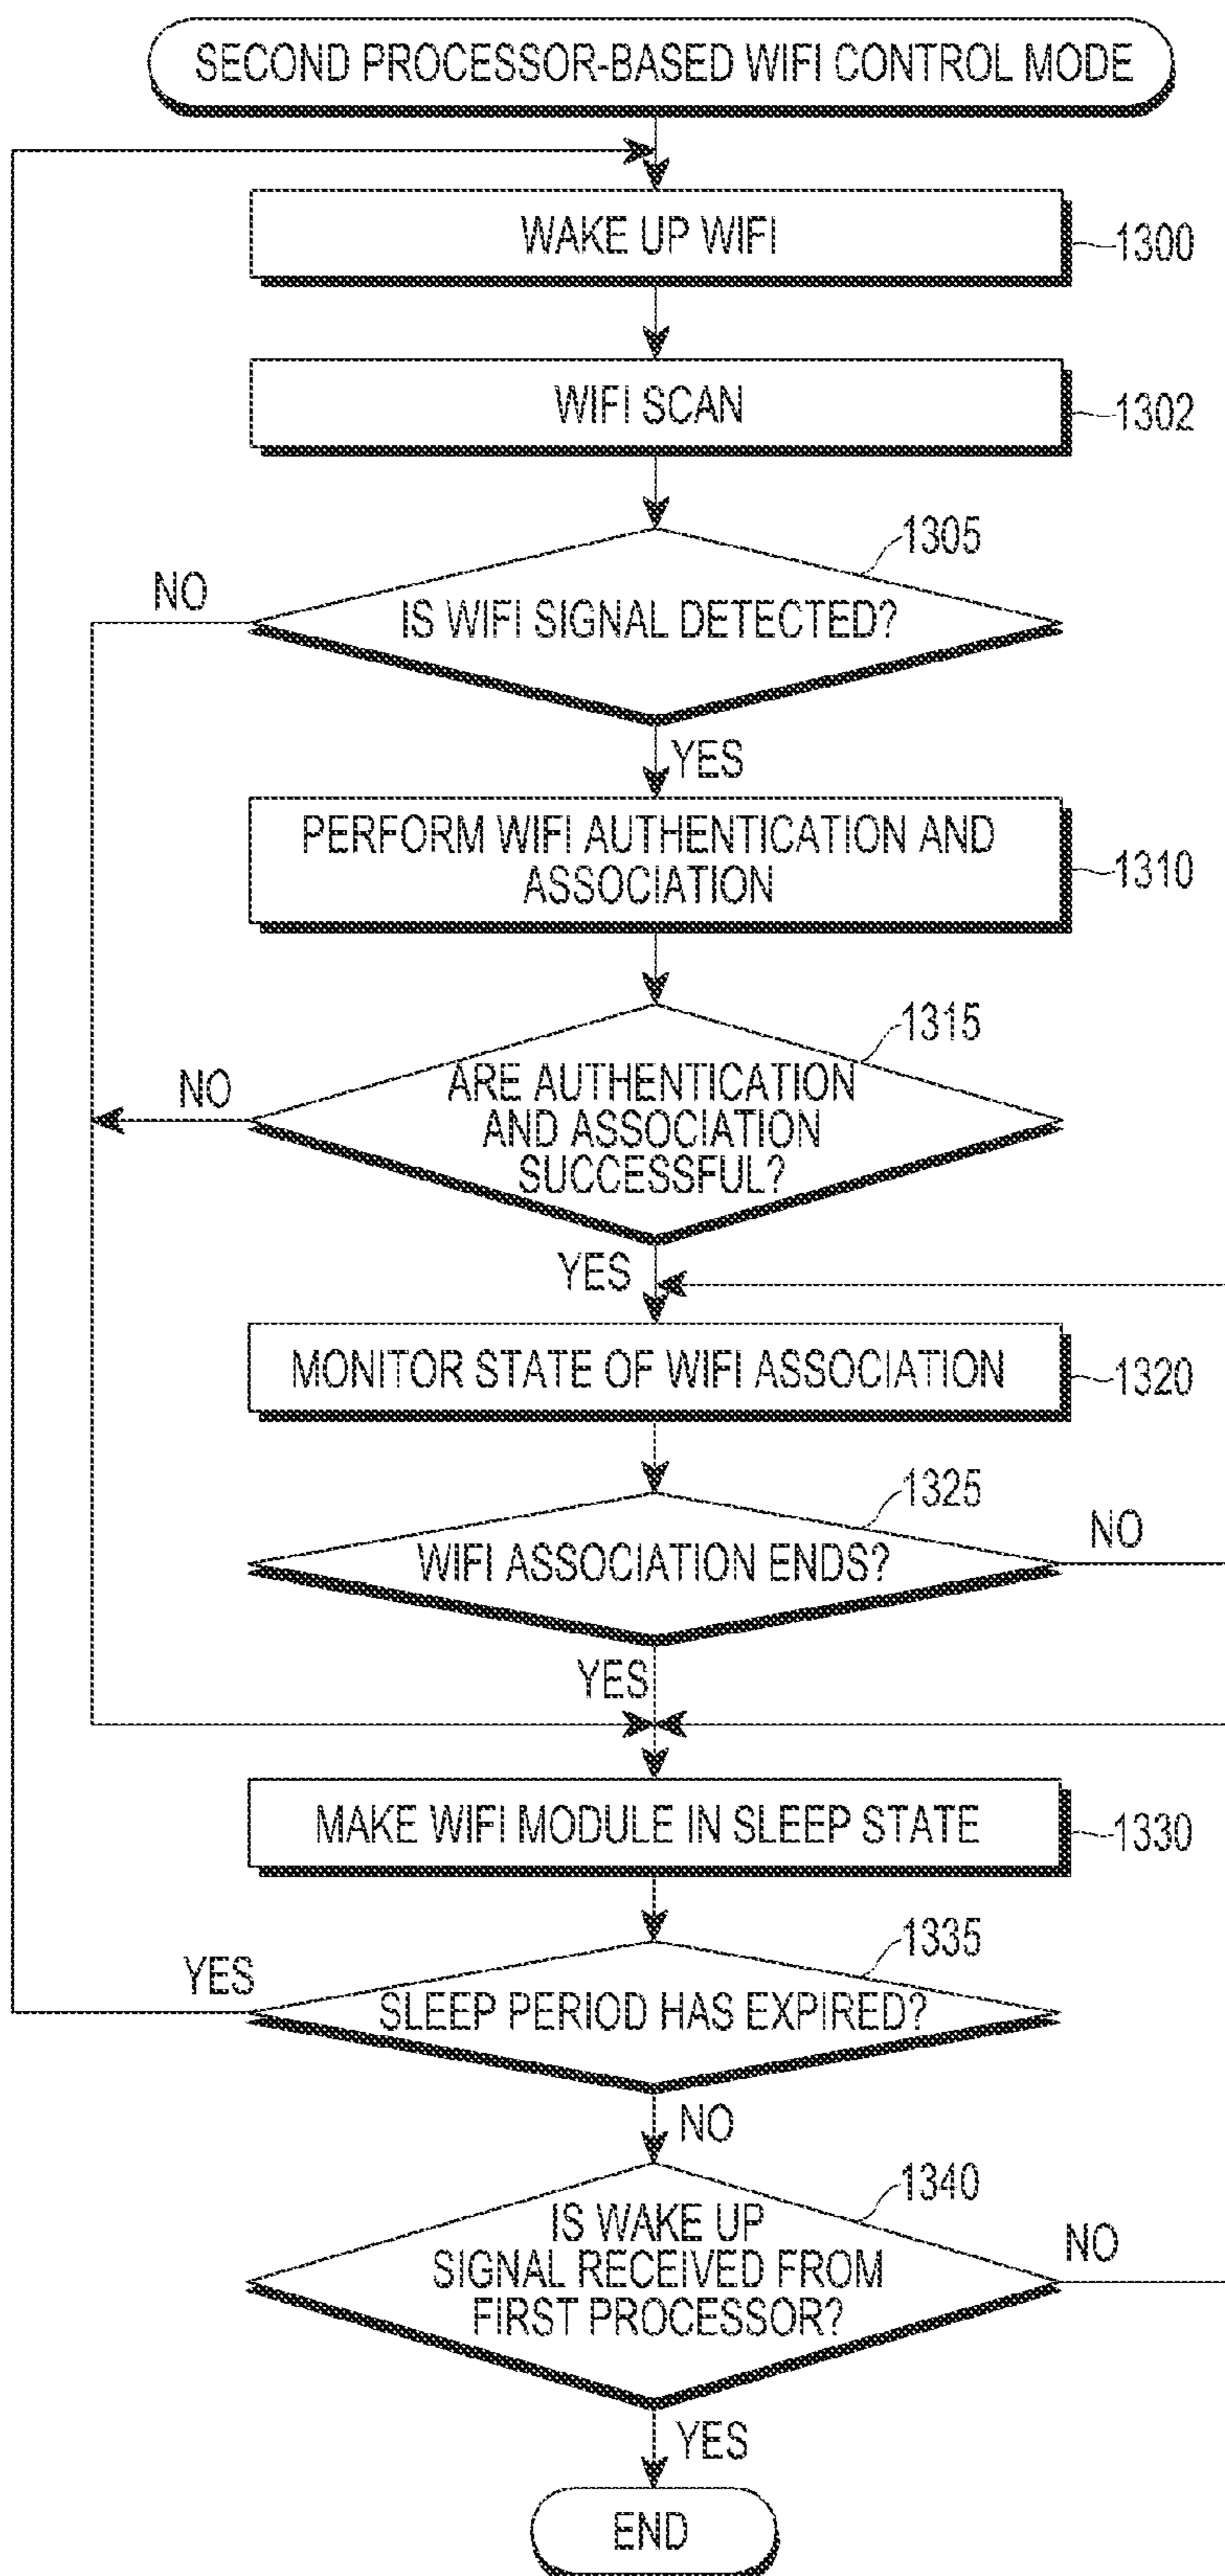 SECOND PROCESSOR-BASED WIFI CONTROL MODE
WAKE UP WIFI
1300
WIFI SCAN
1302
1305
NO
IS WIFI SIGNAL DETECTED?
YES
PERFORM WIFI AUTHENTICATION AND
ASSOCIATION
1310
1315
NO
ARE AUTHENTICATION
AND ASSOCIATION
SUCCESSFUL?
YES
MONITOR STATE OF WIFI ASSOCIATION
1320
1325
NO
WIFI ASSOCIATION ENDS?
YES
MAKE WIFI MODULE IN SLEEP STATE
1330
1335
YES
SLEEP PERIOD HAS EXPIRED?
NO
1340
IS WAKE UP
SIGNAL RECEIVED FROM
FIRST PROCESSOR?
NO
YES
END